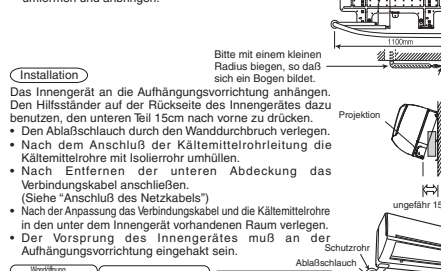 umformen und anbringen.
1100mm
Bitte mit einem kleinen
Radius biegen, so daß
sich ein Bogen bildet.
Installation
Das Innengerät an die Aufhängungsvorrichtung anhängen.
Den Hilfsständer auf der Rückseite des Innengerätes dazu
benutzen, den unteren Teil 15cm nach vorne zu drücken.
• Den Ablaßschlauch durch den Wanddurchbruch verlegen.
• Nach dem Anschluß der Kältemittelrohrleitung die
Kältemittelrohre mit Isolierrohr umhüllen.
• Nach Entfernen der unteren Abdeckung das
Verbindungskabel anschließen.
(Siehe "Anschluß des Netzkabels")
• Nach der Anpassung das Verbindungskabel und die Kältemittelrohre
in den unter dem Innengerät vorhandenen Raum verlegen.
• Der Vorsprung des Innengerätes muß an der
Aufhängungsvorrichtung eingehakt sein.
Projektion
ungefähr 15
Schutzrohr
Ablaßschlauch
Wandöffnung